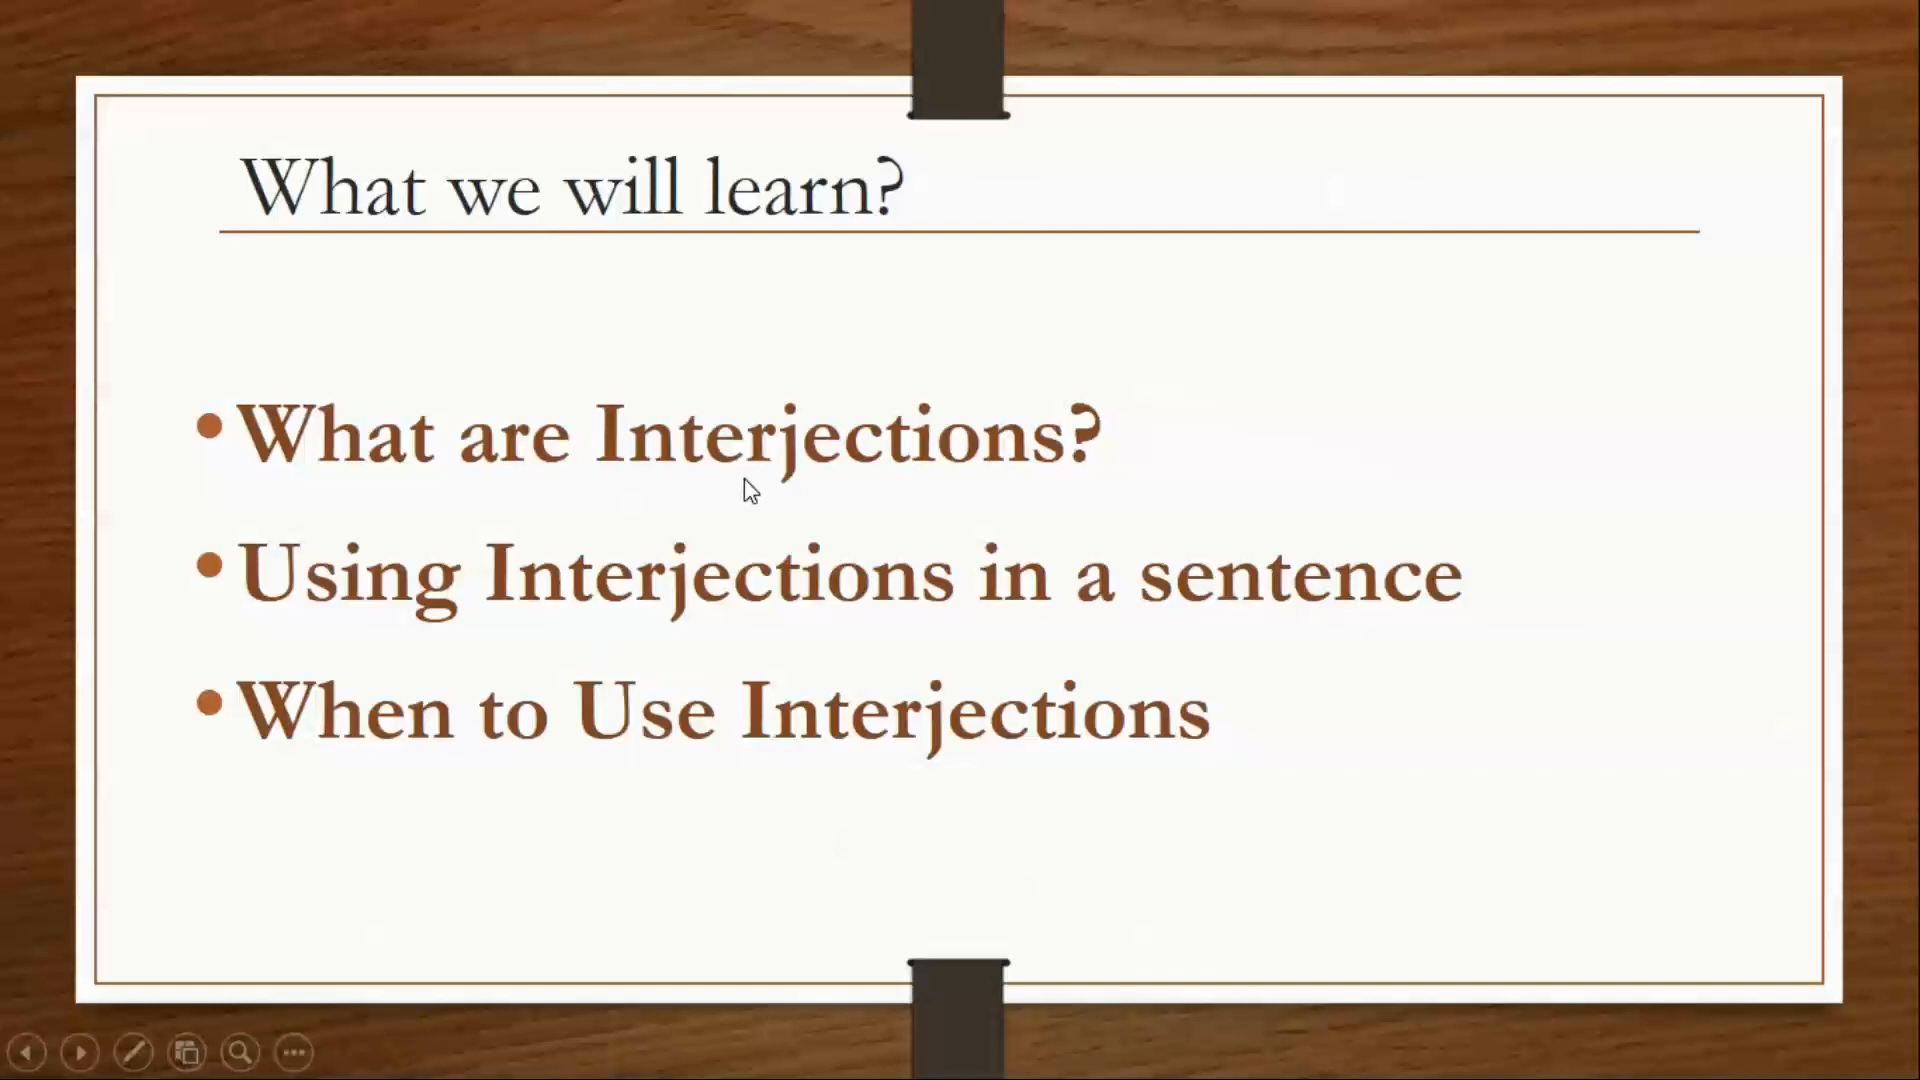 What we will learn?
• What are Interjections?
• Using Interjections in a sentence
• When to Use Interjections